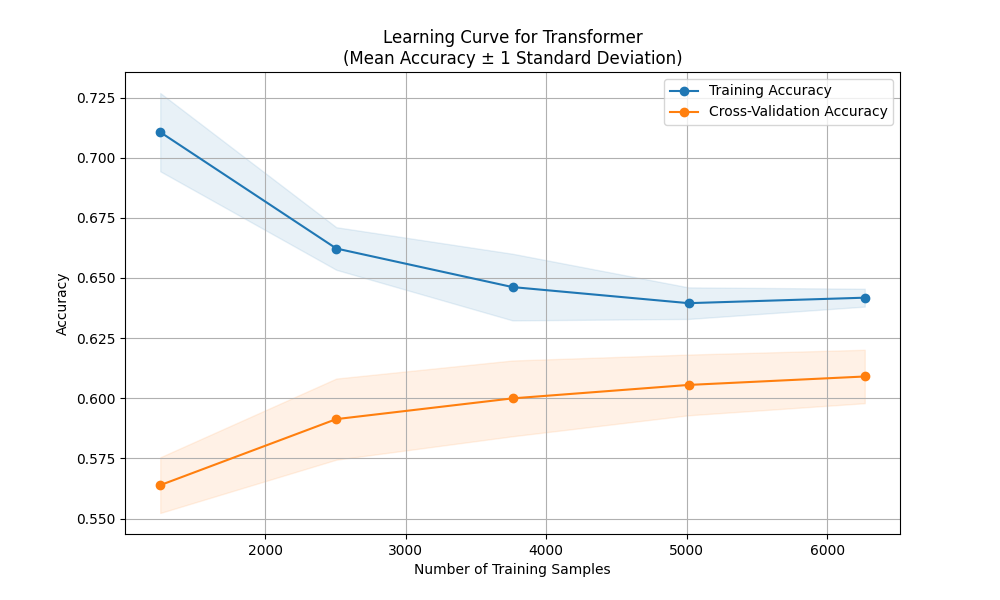 Learning Curve for Transformer
(Mean Accuracy ± 1 Standard Deviation)
Training Accuracy
Cross-Validation Accuracy
Accuracy
0.725
0.700
0.675
0.650
0.625
0.600
0.575
0.550
2000 3000 4000 5000 6000
Number of Training Samples